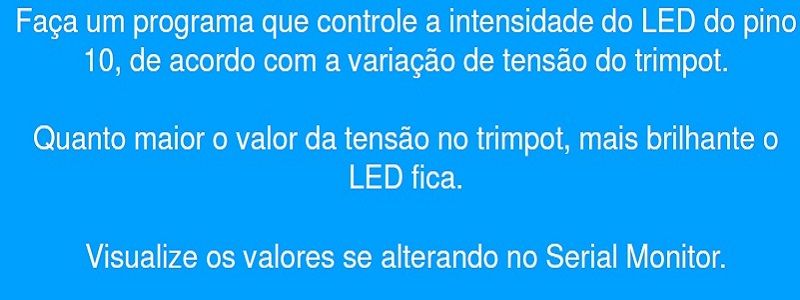 Faça um programa que controle a intensidade do LED do pino
10, de acordo com a variação de tensão do trimpot.
Quanto maior o valor da tensão no trimpot, mais brilhante o
LED fica.
Visualize os valores se alterando no Serial Monitor.